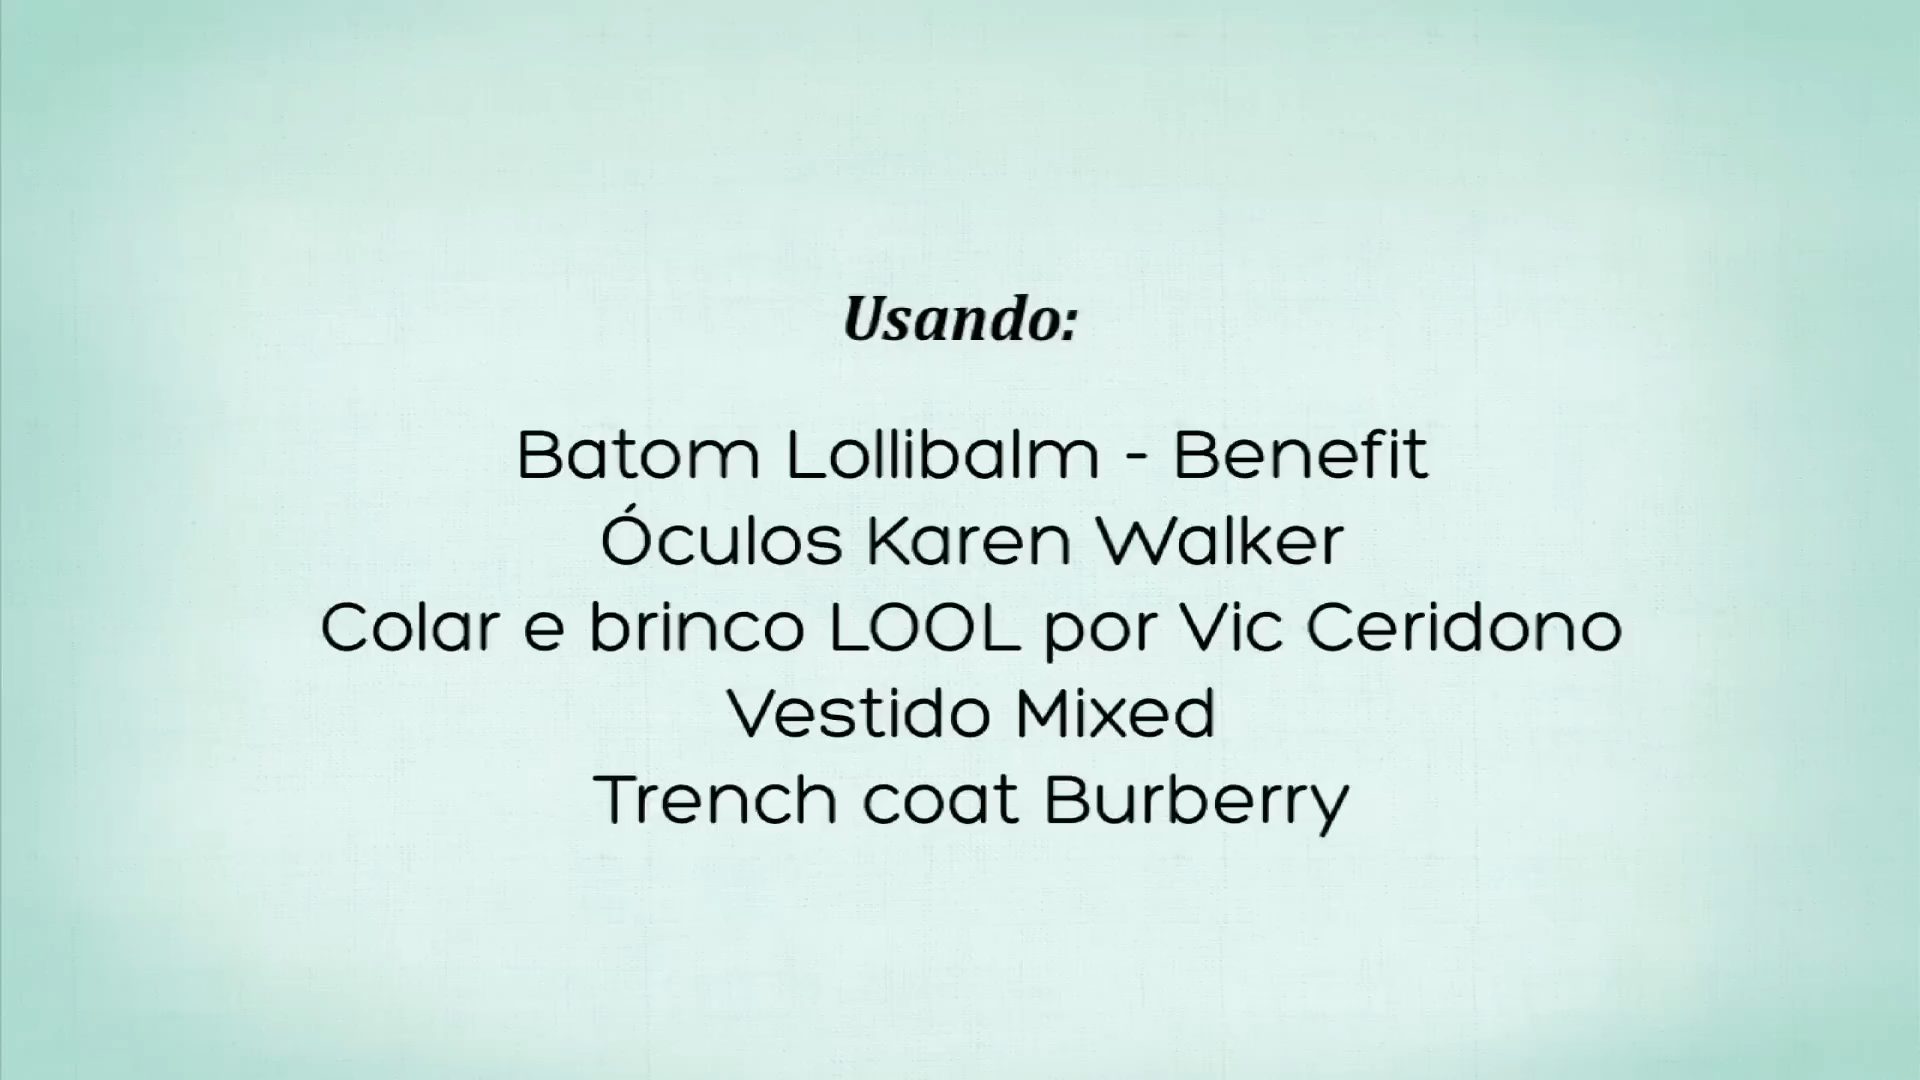 Usando:
Batom Lollibalm - Benefit
Óculos Karen Walker
Colar e brinco LOOL por Vic Ceridono
Vestido Mixed
Trench coat Burberry